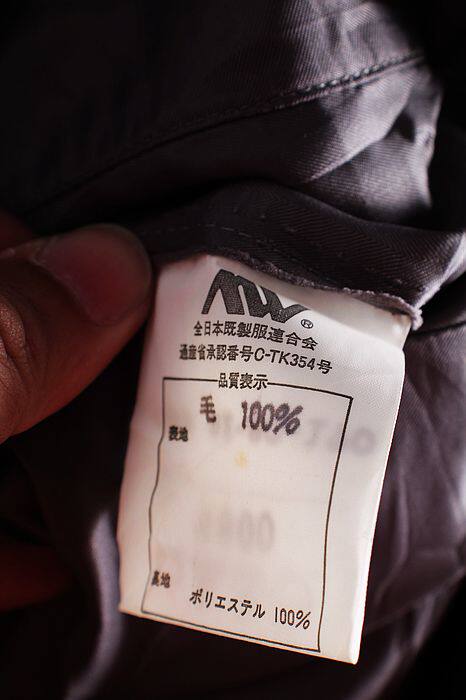 MW®
全日本既製服連合会
通産省承認番号C-TK354号
品質表示
毛 100%
表地
裏地
ポリエステル 100%